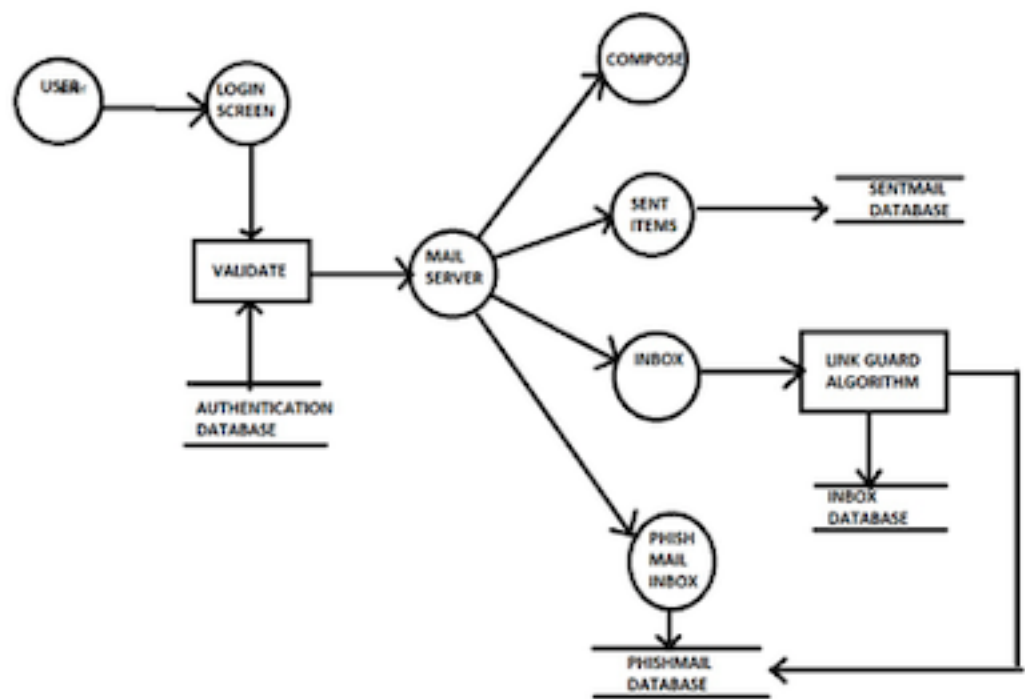 USER
LOGIN
SCREEN
COMPOSE
SENT
ITEMS
SENTMAIL
DATABASE
VALIDATE
MAIL
SERVER
INBOX
LINK GUARD
ALGORITHM
AUTHENTICATION
DATABASE
INBOX
DATABASE
PHISH
MAIL
INBOX
PHISHMAIL
DATABASE